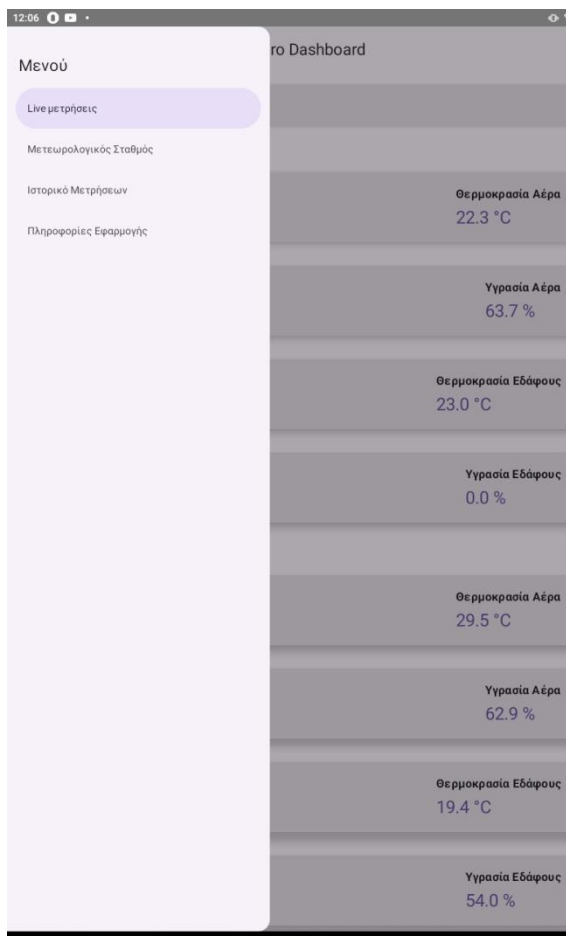 12:06
ro Dashboard
Μενού
Live μετρήσεις
Μετεωρολογικός Σταθμός
Ιστορικό Μετρήσεων
Πληροφορίες Εφαρμογής
Θερμοκρασία Αέρα
22.3 °C
Υγρασία Αέρα
63.7 %
Θερμοκρασία Εδάφους
23.0 °C
Υγρασία Εδάφους
0.0 %
Θερμοκρασία Αέρα
29.5 °C
Υγρασία Αέρα
62.9 %
Θερμοκρασία Εδάφους
19.4 °C
Υγρασία Εδάφους
54.0 %